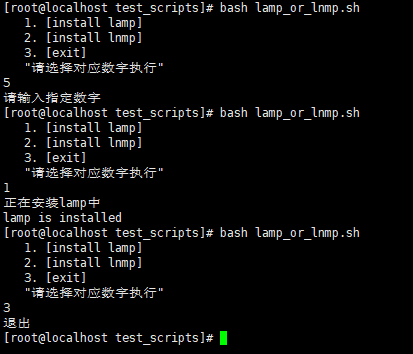 [root@localhost test_scripts]# bash lamp_or_lnmp.sh
1. [install lamp]
2. [install lnmp]
3. [exit]
"请选择对应数字执行"
5
请输入指定数字
[root@localhost test_scripts]# bash lamp_or_lnmp.sh
1. [install lamp]
2. [install lnmp]
3. [exit]
"请选择对应数字执行"
1
正在安装lamp中
lamp is installed
[root@localhost test_scripts]# bash lamp_or_lnmp.sh
1. [install lamp]
2. [install lnmp]
3. [exit]
"请选择对应数字执行"
3
退出
[root@localhost test_scripts]#